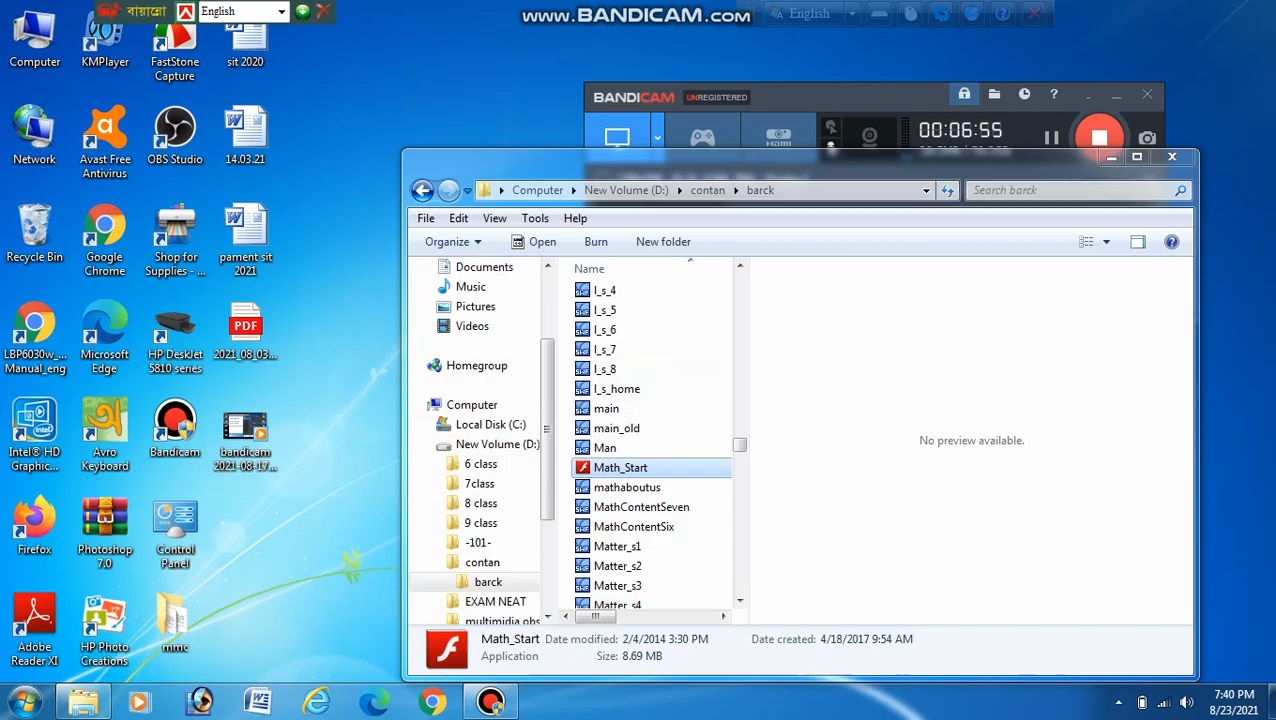 বায়ান্নো
English
www.BANDICAM.com
English
Computer
KMPlayer
FastStone
Capture
sit 2020
Network
Avast Free
Antivirus
OBS Studio
14.03.21
Recycle Bin
Google
Chrome
Shop for
Supplies - ...
pament sit
2021
LBP6030w_...
Manual_eng
Microsoft
Edge
HP DeskJet
5810 series
PDF
2021_08_03...
Intel® HD
Graphic...
Avro
Keyboard
Bandicam
bandicam
2021-08-17...
Firefox
Photoshop
7.0
Control
Panel
Adobe
Reader XI
HP Photo
Creations
mmc
BANDICAM UNREGISTERED
HDMI
00:06:55
Computer
New Volume (D:)
contan
barck
Search barck
File
Edit
View
Tools
Help
Organize
Open
Burn
New folder
Documents
Music
Pictures
Videos
Homegroup
Computer
Local Disk (C:)
New Volume (D:)
6 class
7class
8 class
9 class
-101-
contan
barck
EXAM NEAT
multimidia obs
Name
l_s_4
l_s_5
l_s_6
l_s_7
l_s_8
l_s_home
main
main_old
Man
Math_Start
mathaboutus
MathContentSeven
MathContentSix
Matter_s1
Matter_s2
Matter_s3
Matter_s4
No preview available.
Math_Start Date modified: 2/4/2014 3:30 PM Date created: 4/18/2017 9:54 AM
Application Size: 8.69 MB
7:40 PM
8/23/2021